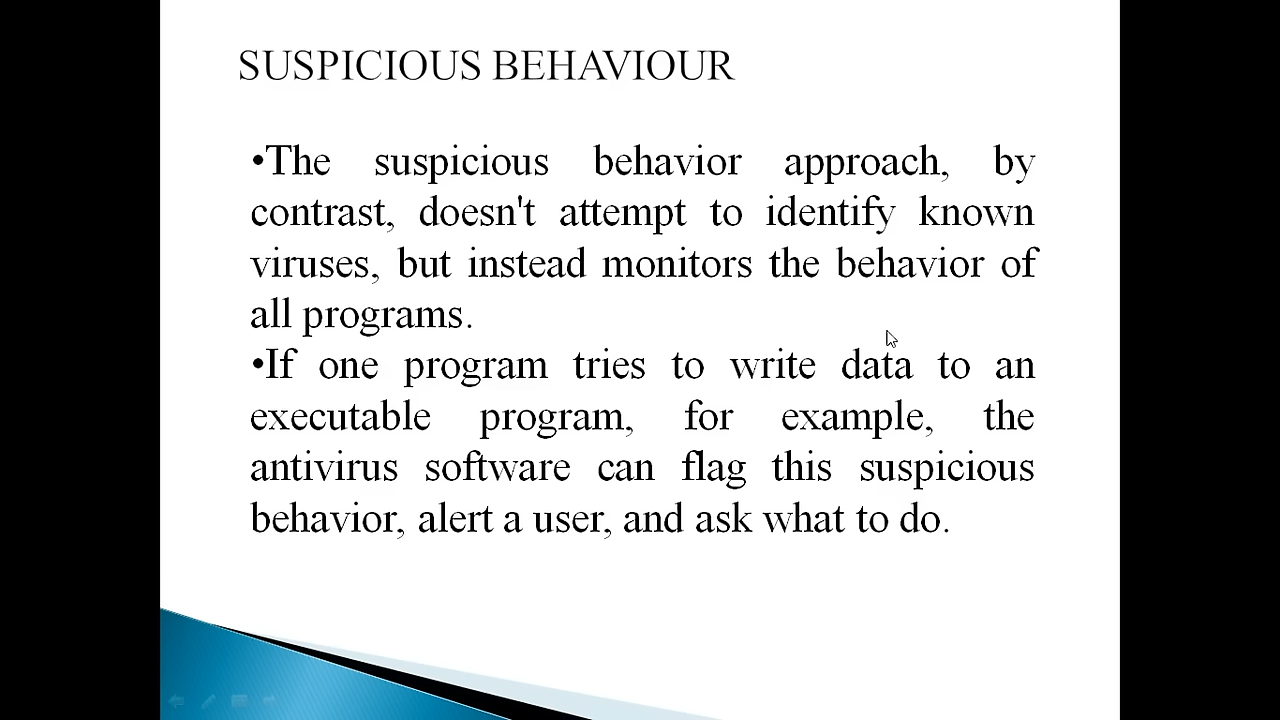 SUSPICIOUS BEHAVIOUR
•The suspicious behavior approach, by
contrast, doesn't attempt to identify known
viruses, but instead monitors the behavior of
all programs.
•If one program tries to write data to an
executable program, for example, the
antivirus software can flag this suspicious
behavior, alert a user, and ask what to do.